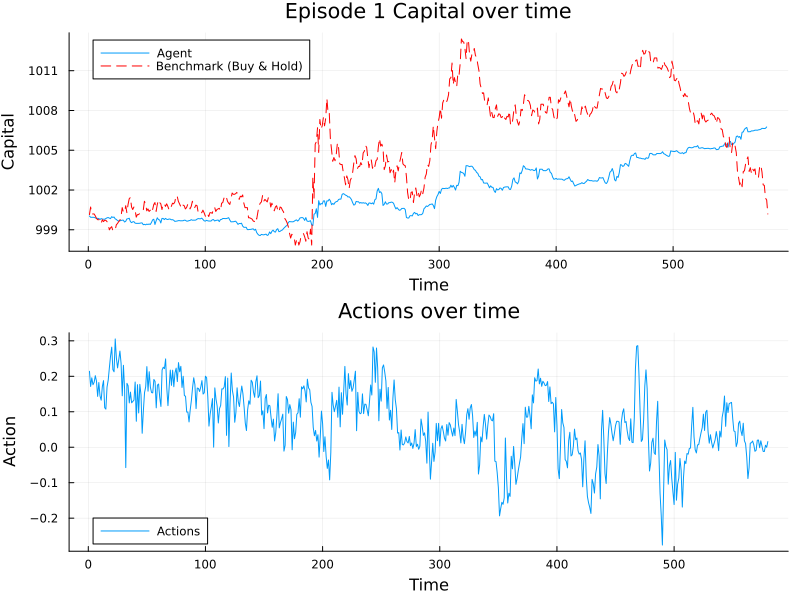 Episode 1 Capital over time
Agent
Benchmark (Buy & Hold)
Capital
1011
1008
1005
1002
999
0 100 200 300 400 500
Time
Actions over time
Action
0.3
0.2
0.1
0.0
−0.1
−0.2
Actions
0 100 200 300 400 500
Time